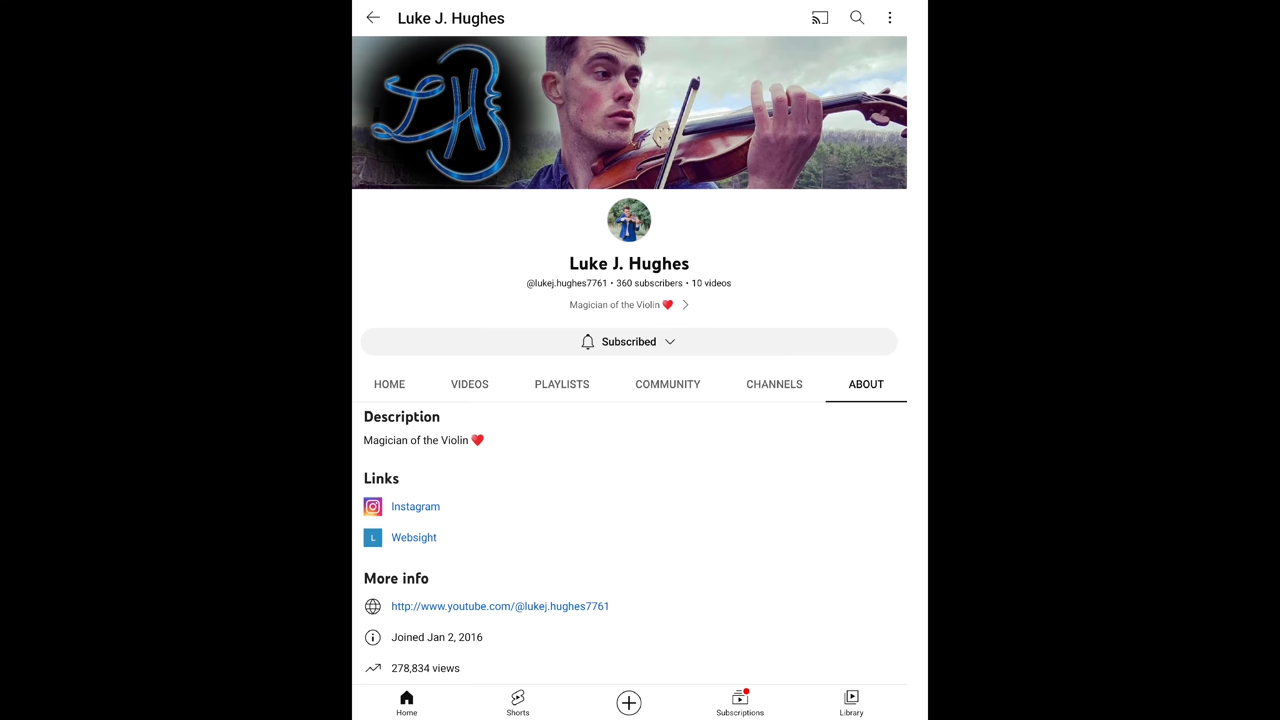 Luke J. Hughes
LH
Luke J. Hughes
@lukej.hughes7761 • 360 subscribers • 10 videos
Magician of the Violin ❤️
Subscribed
HOME VIDEOS PLAYLISTS COMMUNITY CHANNELS ABOUT
Description
Magician of the Violin ❤️
Links
Instagram
L Websight
More info
http://www.youtube.com/@lukej.hughes7761
Joined Jan 2, 2016
278,834 views
Home Shorts Subscriptions Library